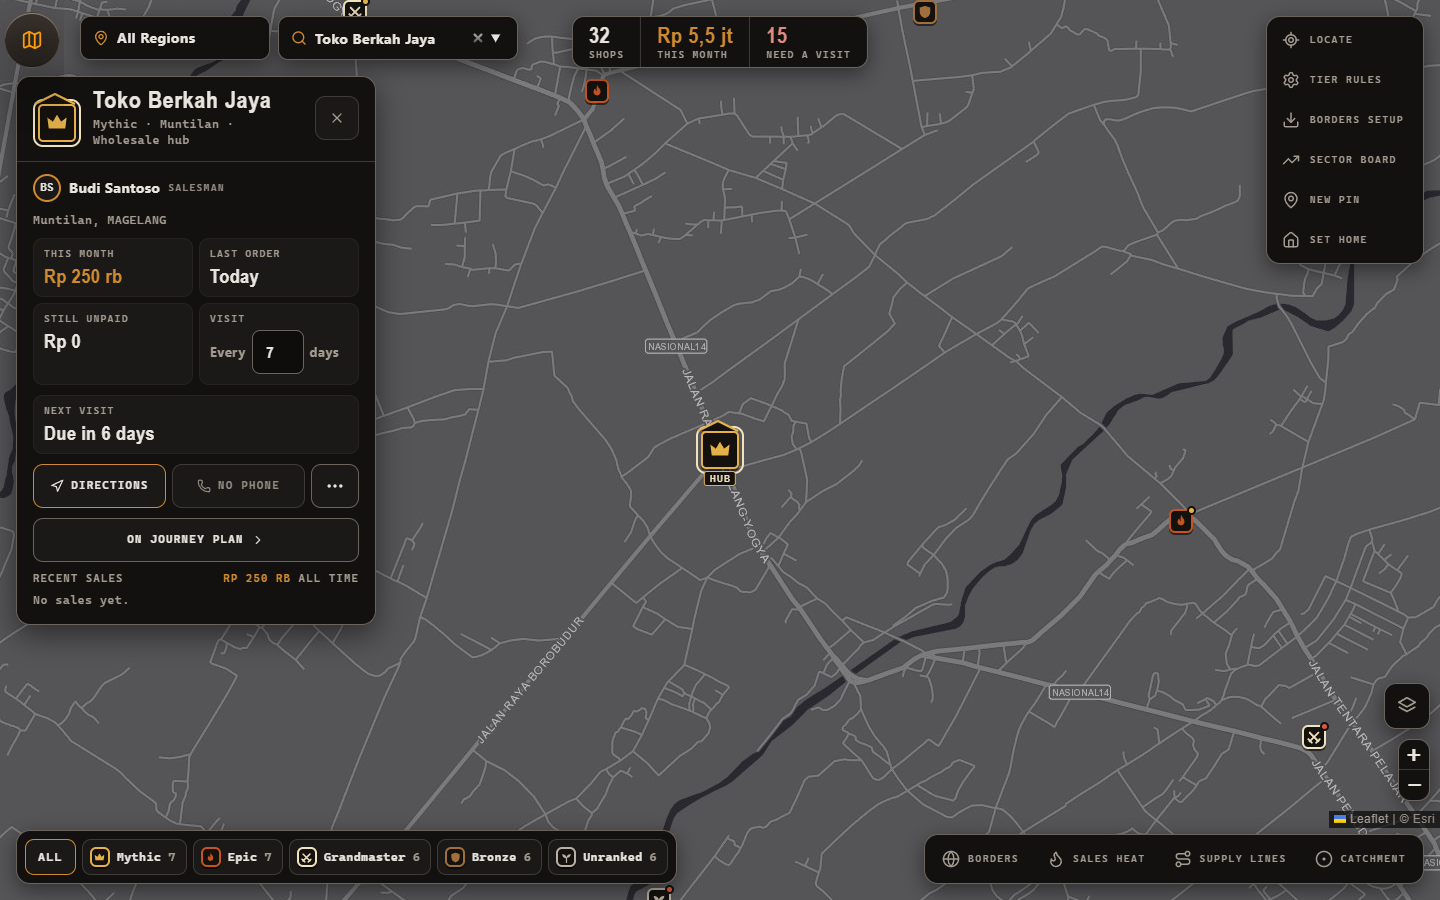 All Regions
Toko Berkah Jaya
32
SHOPS
Rp 5,5 jt
THIS MONTH
15
NEED A VISIT
LOCATE
TIER RULES
BORDERS SETUP
SECTOR BOARD
NEW PIN
SET HOME
Toko Berkah Jaya
Mythic · Muntilan ·
Wholesale hub
BS Budi Santoso SALESMAN
Muntilan, MAGELANG
THIS MONTH
Rp 250 rb
LAST ORDER
Today
STILL UNPAID
Rp 0
VISIT
Every 7 days
NEXT VISIT
Due in 6 days
DIRECTIONS
NO PHONE
ON JOURNEY PLAN
RECENT SALES
RP 250 RB ALL TIME
No sales yet.
NASIONAL14
HUB
JALAN-RAYA-BOROBUDUR
NASIONAL14
Leaflet | © Esri
ALL
Mythic 7
Epic 7
Grandmaster 6
Bronze 6
Unranked 6
BORDERS
SALES HEAT
SUPPLY LINES
CATCHMENT